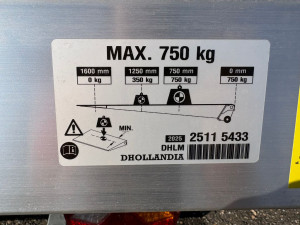 MAX. 750 kg
1600 mm 1250 mm 750 mm 0 mm
0 kg 350 kg 750 kg 750 kg
MIN.
2025 2511 5433
DHLM
DHOLLANDIA